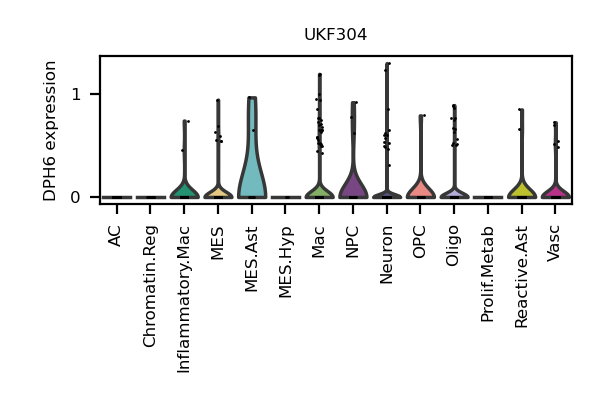 UKF304
DPH6 expression
1
0
AC
Chromatin.Reg
Inflammatory.Mac
MES
MES.Ast
MES.Hyp
Mac
NPC
Neuron
OPC
Oligo
Prolif.Metab
Reactive.Ast
Vasc